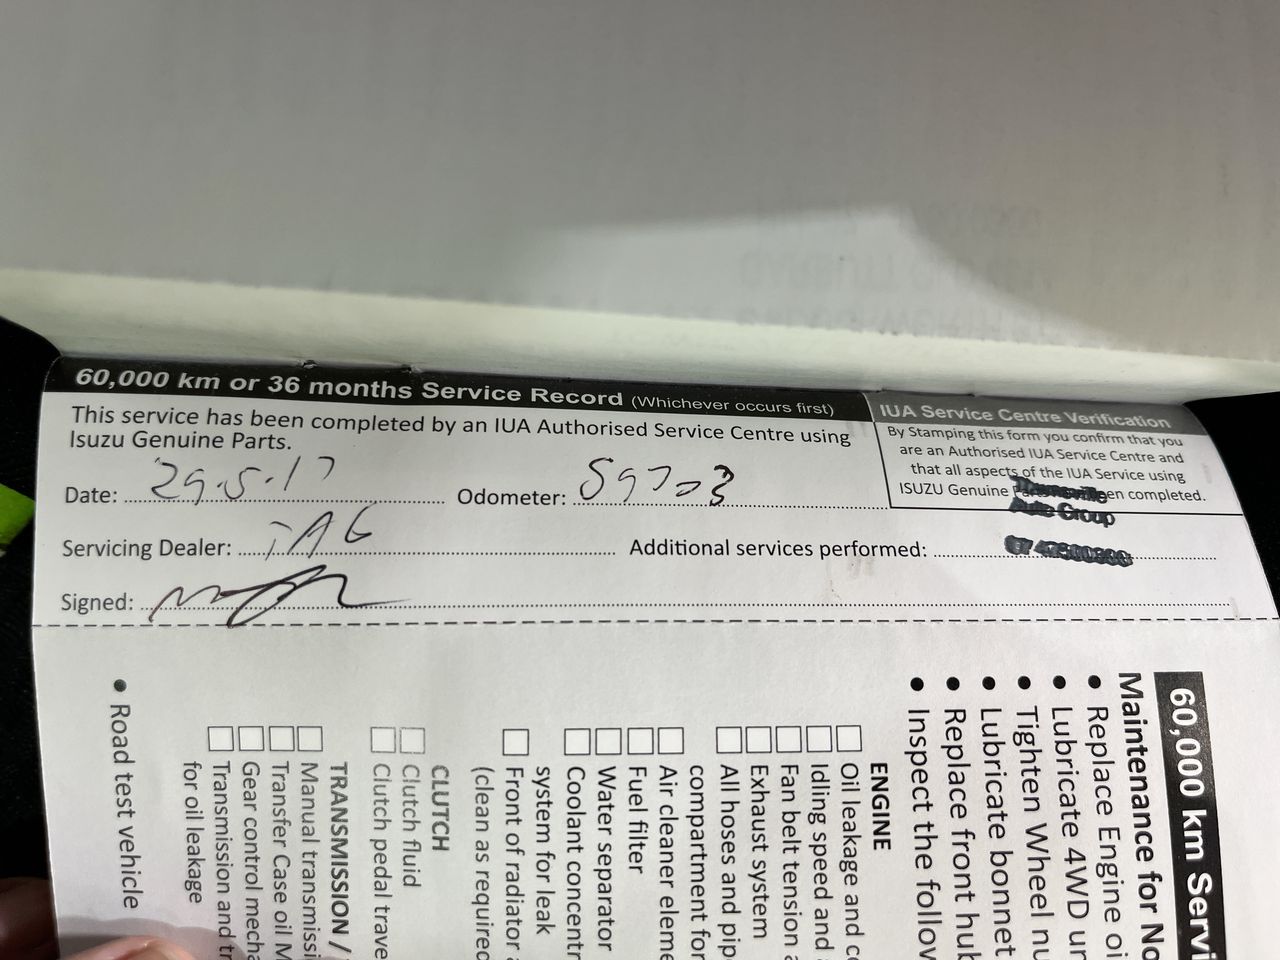 60,000 km or 36 months Service Record (Whichever occurs first)
This service has been completed by an IUA Authorised Service Centre using
Isuzu Genuine Parts.
Date: 29.5.17 Odometer: 59703
Servicing Dealer: TAG Additional services performed:
Signed:
IUA Service Centre Verification
By Stamping this form you confirm that you
are an Authorised IUA Service Centre and
that all aspects of the IUA Service using
ISUZU Genuine en completed.
Auto Group
60,000 km Servi
Maintenance for No
• Replace Engine oi
• Lubricate 4WD un
• Tighten Wheel nu
• Lubricate bonnet
• Replace front hub
• Inspect the follow
ENGINE
Oil leakage and co
Idling speed and
Fan belt tension
Exhaust system
All hoses and pip
compartment for
Air cleaner eleme
Fuel filter
Water separator
Coolant concentr
system for leak
Front of radiator
(clean as required
CLUTCH
Clutch fluid
Clutch pedal trave
TRANSMISSION /
Manual transmissi
Transfer Case oil M
Gear control mecha
Transmission and tr
for oil leakage
• Road test vehicle